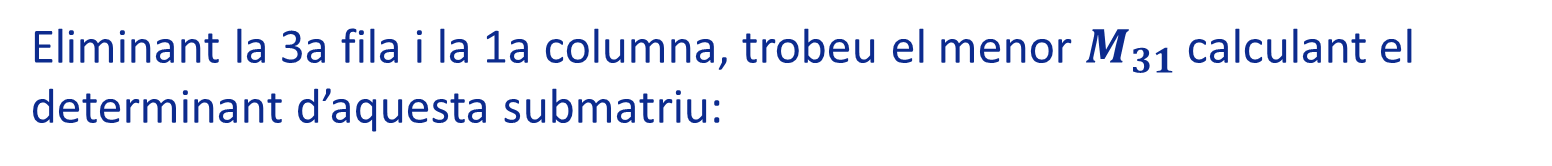 Eliminant la 3a fila i la 1a columna, trobeu el menor M₃₁ calculant el
determinant d’aquesta submatriu: